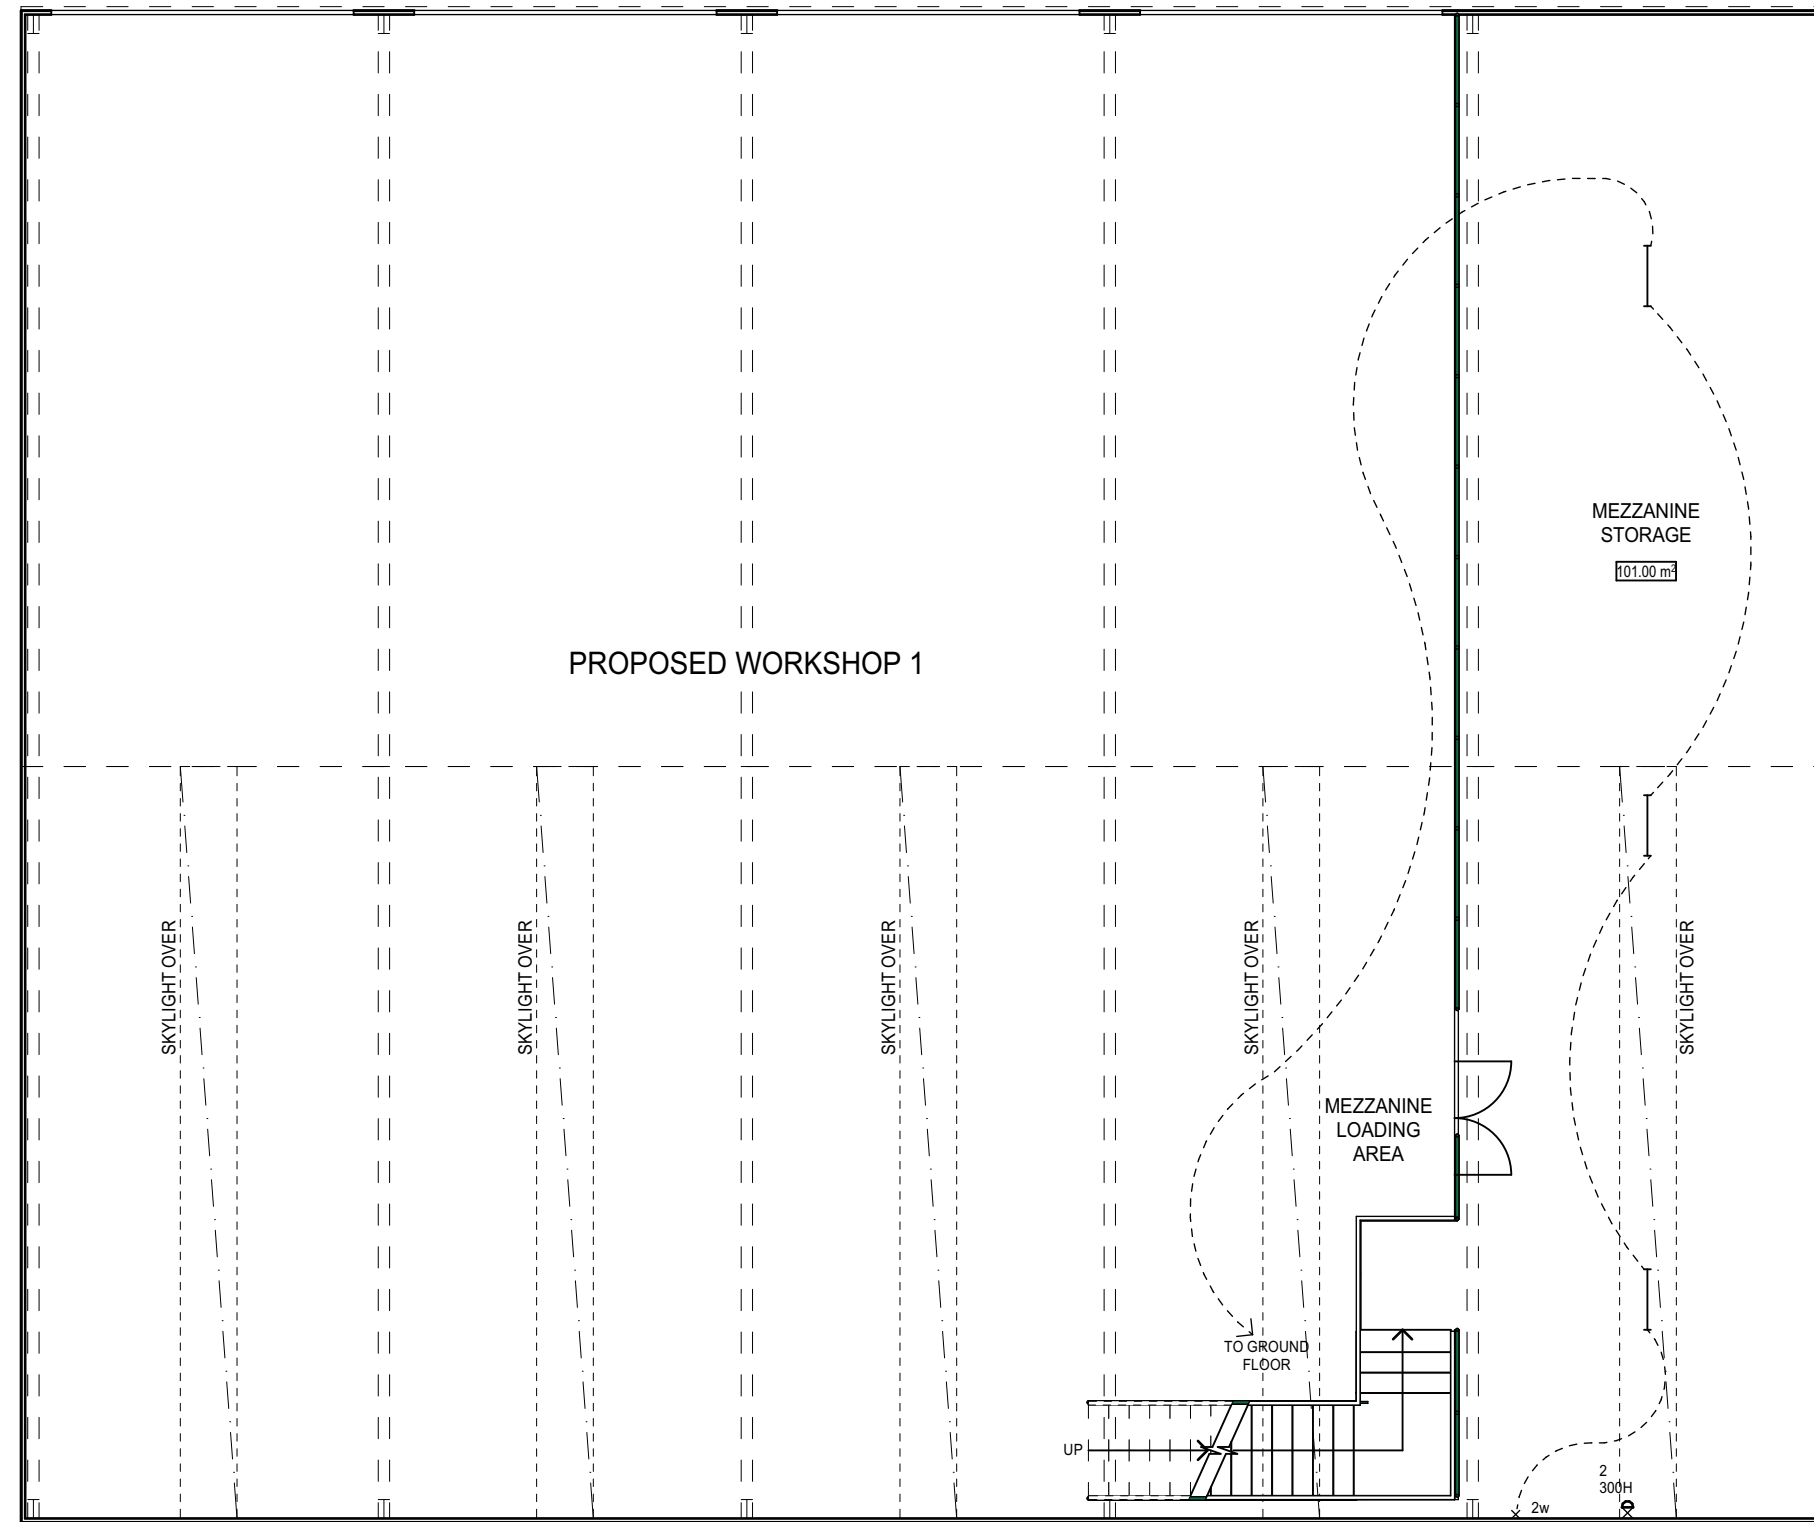 MEZZANINE
STORAGE
101.00 m²
PROPOSED WORKSHOP 1
SKYLIGHT OVER
SKYLIGHT OVER
SKYLIGHT OVER
SKYLIGHT OVER
SKYLIGHT OVER
MEZZANINE
LOADING
AREA
TO GROUND
FLOOR
UP
2
300H
2w